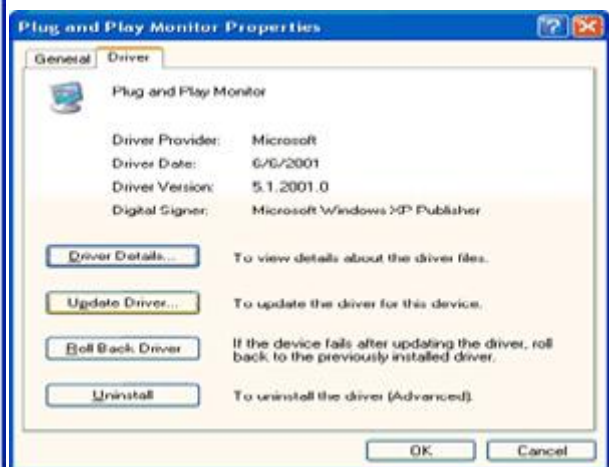 Plug and Play Monitor Properties
General Driver
Plug and Play Monitor
Driver Provider: Microsoft
Driver Date: 6/6/2001
Driver Version: 5.1.2001.0
Digital Signer: Microsoft Windows XP Publisher
Driver Details... To view details about the driver files.
Update Driver... To update the driver for this device.
Roll Back Driver If the device fails after updating the driver, roll
back to the previously installed driver.
Uninstall To uninstall the driver (Advanced).
OK Cancel